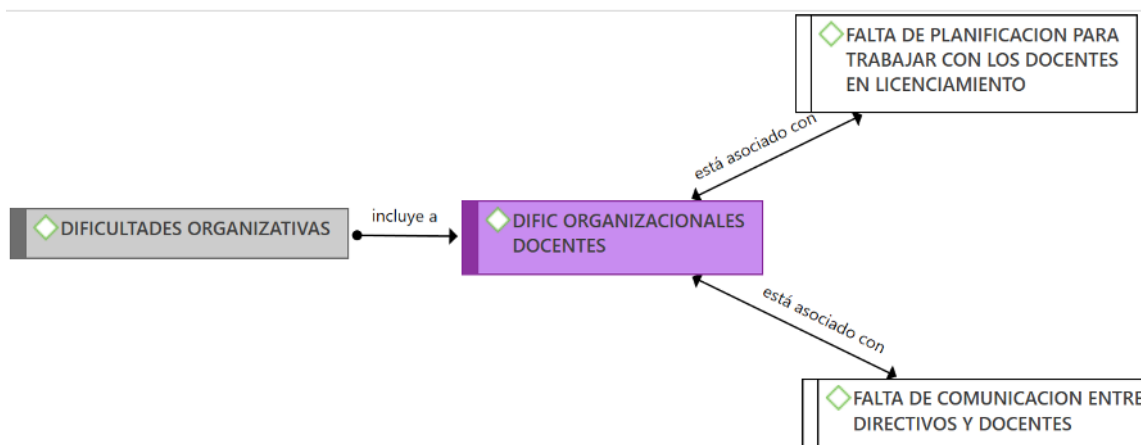 FALTA DE PLANIFICACION PARA
TRABAJAR CON LOS DOCENTES
EN LICENCIAMIENTO
está asociado con
DIFICULTADES ORGANIZATIVAS
incluye a
DIFIC ORGANIZACIONALES
DOCENTES
está asociado con
FALTA DE COMUNICACION ENTRE
DIRECTIVOS Y DOCENTES